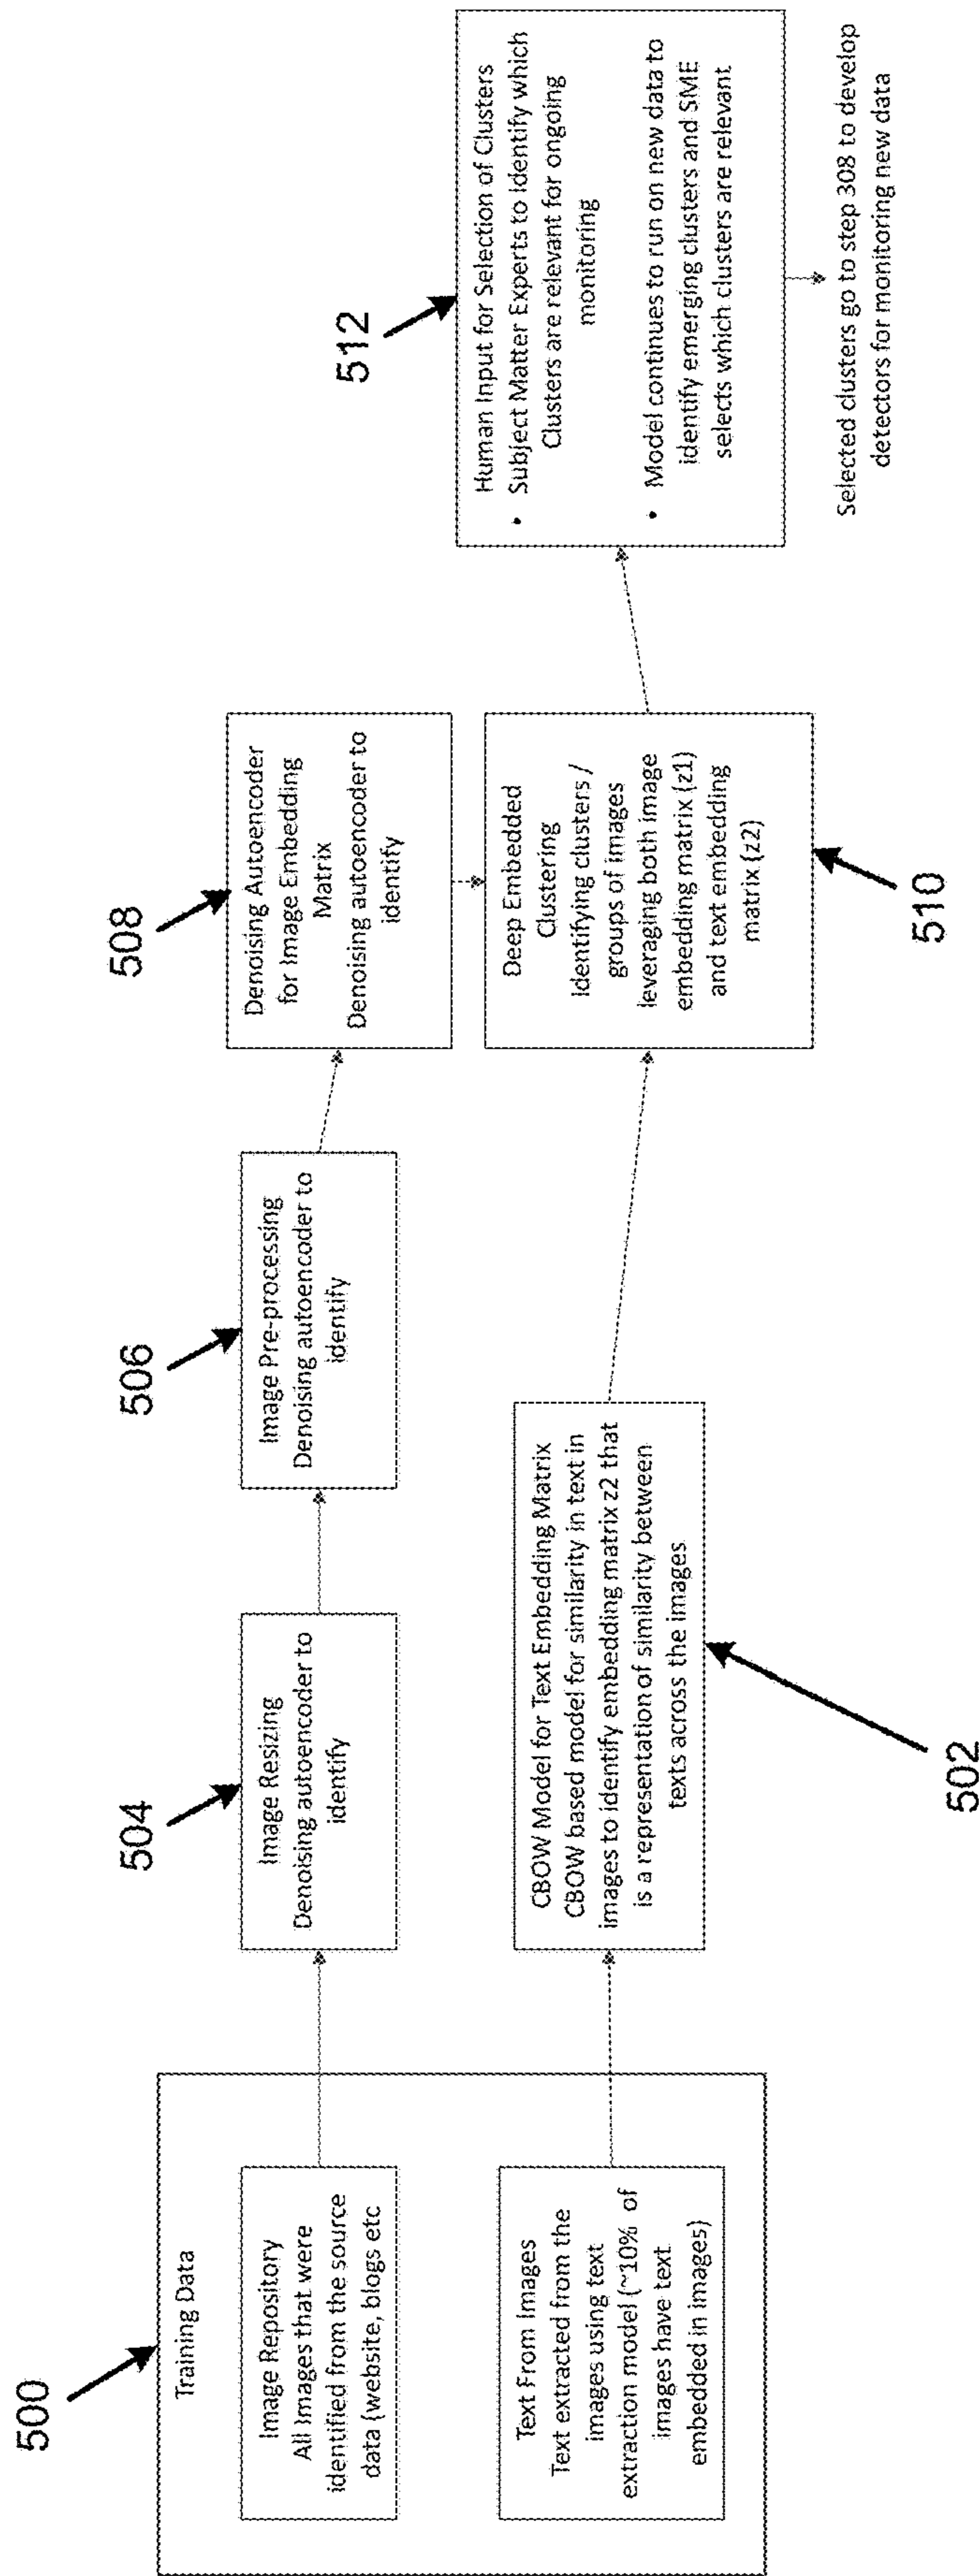 500
Training Data
Image Repository
All Images that were
identified from the source
data (website, blogs etc
Text From Images
Text extracted from the
images using text
extraction model (~10% of
images have text
embedded in images)
504
Image Resizing
Denoising autoencoder to
identify
502
CBOW Model for Text Embedding Matrix
CBOW based model for similarity in text in
images to identify embedding matrix z2 that
is a representation of similarity between
texts across the images
506
Image Pre-processing
Denoising autoencoder to
identify
508
Denoising Autoencoder
for Image Embedding
Matrix
Denoising autoencoder to
identify
510
Deep Embedded
Clustering
Identifying clusters /
groups of images
leveraging both image
embedding matrix (z1)
and text embedding
matrix (z2)
512
Human Input for Selection of Clusters
• Subject Matter Experts to Identify which
Clusters are relevant for ongoing
monitoring
• Model continues to run on new data to
identify emerging clusters and SME
selects which clusters are relevant
Selected clusters go to step 308 to develop
detectors for monitoring new data